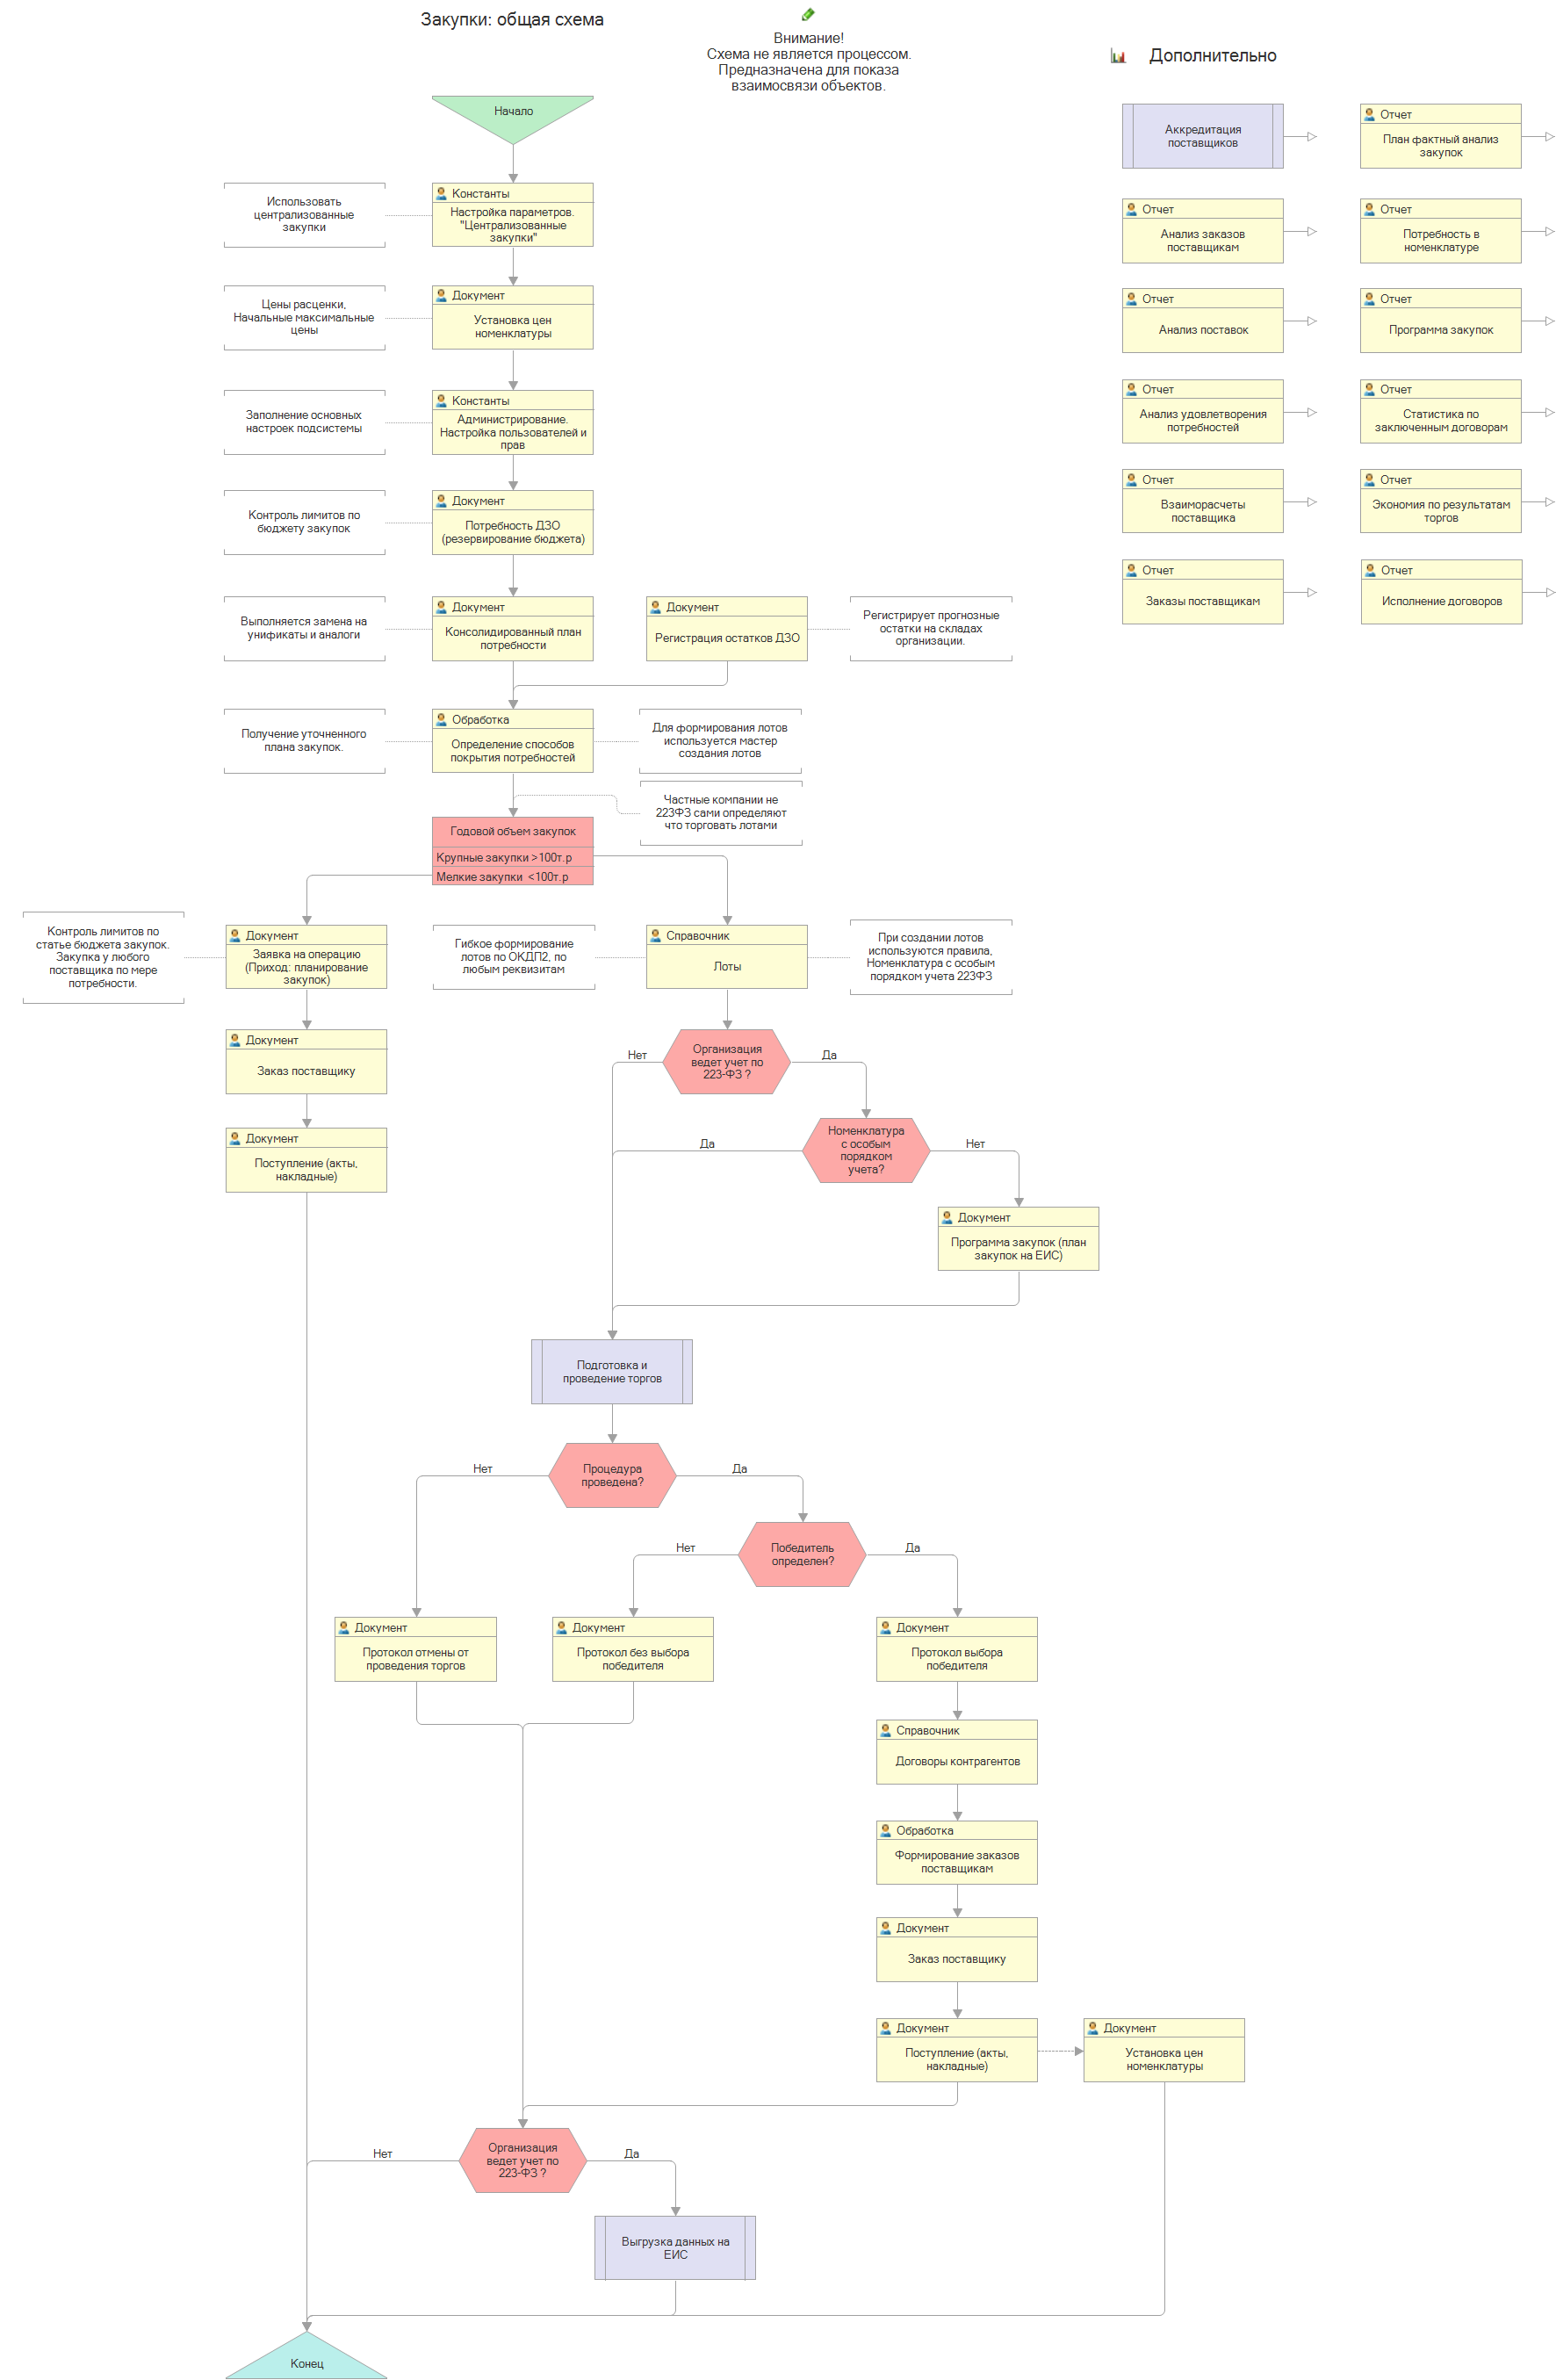 Закупки: общая схема
Внимание!
Схема не является процессом.
Предназначена для показа
взаимосвязи объектов.
Дополнительно
Начало
Использовать
централизованные
закупки
Константы
Настройка параметров.
"Централизованные
закупки"
Цены расценки,
Начальные максимальные
цены
Документ
Установка цен
номенклатуры
Заполнение основных
настроек подсистемы
Константы
Администрирование.
Настройка пользователей и
прав
Контроль лимитов по
бюджету закупок
Документ
Потребность ДЗО
(резервирование бюджета)
Выполняется замена на
унификаты и аналоги
Документ
Консолидированный план
потребности
Документ
Регистрация остатков ДЗО
Регистрирует прогнозные
остатки на складах
организации.
Получение уточненного
плана закупок.
Обработка
Определение способов
покрытия потребностей
Для формирования лотов
используется мастер
создания лотов
Частные компании не
223ФЗ сами определяют
что торговать лотами
Годовой объем закупок
Крупные закупки >100т.р
Мелкие закупки <100т.р
Аккредитация
поставщиков
Отчет
План фактный анализ
закупок
Отчет
Анализ заказов
поставщикам
Отчет
Потребность в
номенклатуре
Отчет
Анализ поставок
Отчет
Программа закупок
Отчет
Анализ удовлетворения
потребностей
Отчет
Статистика по
заключенным договорам
Отчет
Взаиморасчеты
поставщика
Отчет
Экономия по результатам
торгов
Отчет
Заказы поставщикам
Отчет
Исполнение договоров
Контроль лимитов по
статье бюджета закупок.
Закупка у любого
поставщика по мере
потребности.
Документ
Заявка на операцию
(Приход: планирование
закупок)
Гибкое формирование
лотов по ОКДП2, по
любым реквизитам
Справочник
Лоты
При создании лотов
используются правила,
Номенклатура с особым
порядком учета 223ФЗ
Документ
Заказ поставщику
Нет
Организация
ведет учет по
223-ФЗ ?
Да
Документ
Поступление (акты,
накладные)
Да
Номенклатура
с особым
порядком
учета?
Нет
Документ
Программа закупок (план
закупок на ЕИС)
Подготовка и
проведение торгов
Нет
Процедура
проведена?
Да
Нет
Победитель
определен?
Да
Документ
Протокол отмены от
проведения торгов
Документ
Протокол без выбора
победителя
Документ
Протокол выбора
победителя
Справочник
Договоры контрагентов
Обработка
Формирование заказов
поставщикам
Документ
Заказ поставщику
Документ
Поступление (акты,
накладные)
Документ
Установка цен
номенклатуры
Нет
Организация
ведет учет по
223-ФЗ ?
Да
Выгрузка данных на
ЕИС
Конец